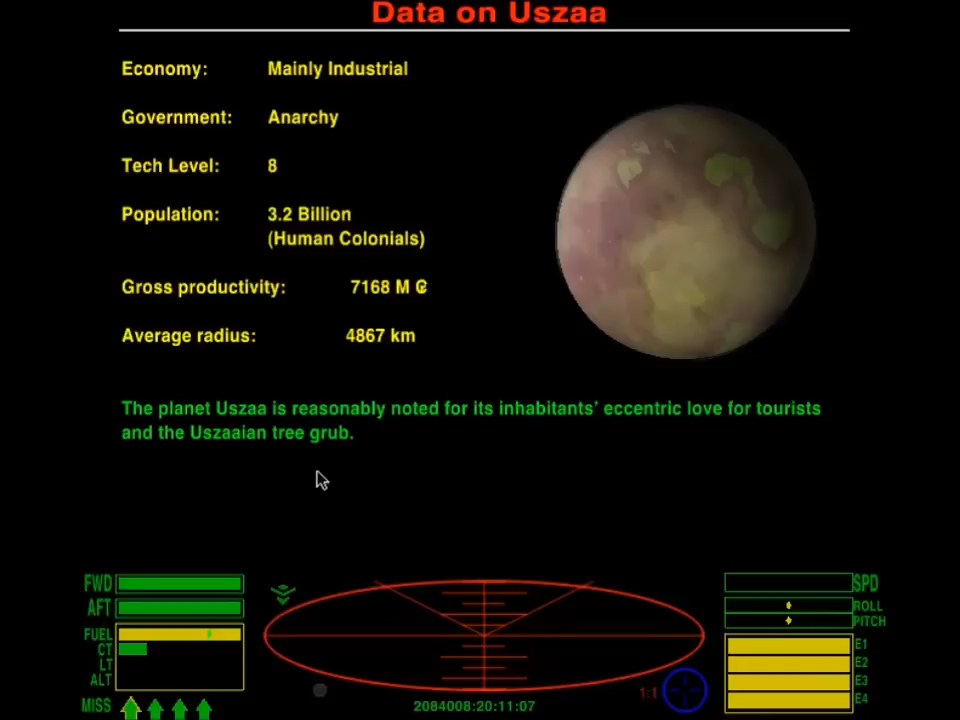 Data on Uszaa
Economy: Mainly Industrial
Government: Anarchy
Tech Level: 8
Population: 3.2 Billion
(Human Colonials)
Gross productivity: 7168 M ₢
Average radius: 4867 km
The planet Uszaa is reasonably noted for its inhabitants’ eccentric love for tourists
and the Uszaaian tree grub.
FWD SPD
AFT ROLL
PITCH
FUEL E1
CT E2
LT E3
ALT
1:1 E4
MISS 2084008:20:11:07